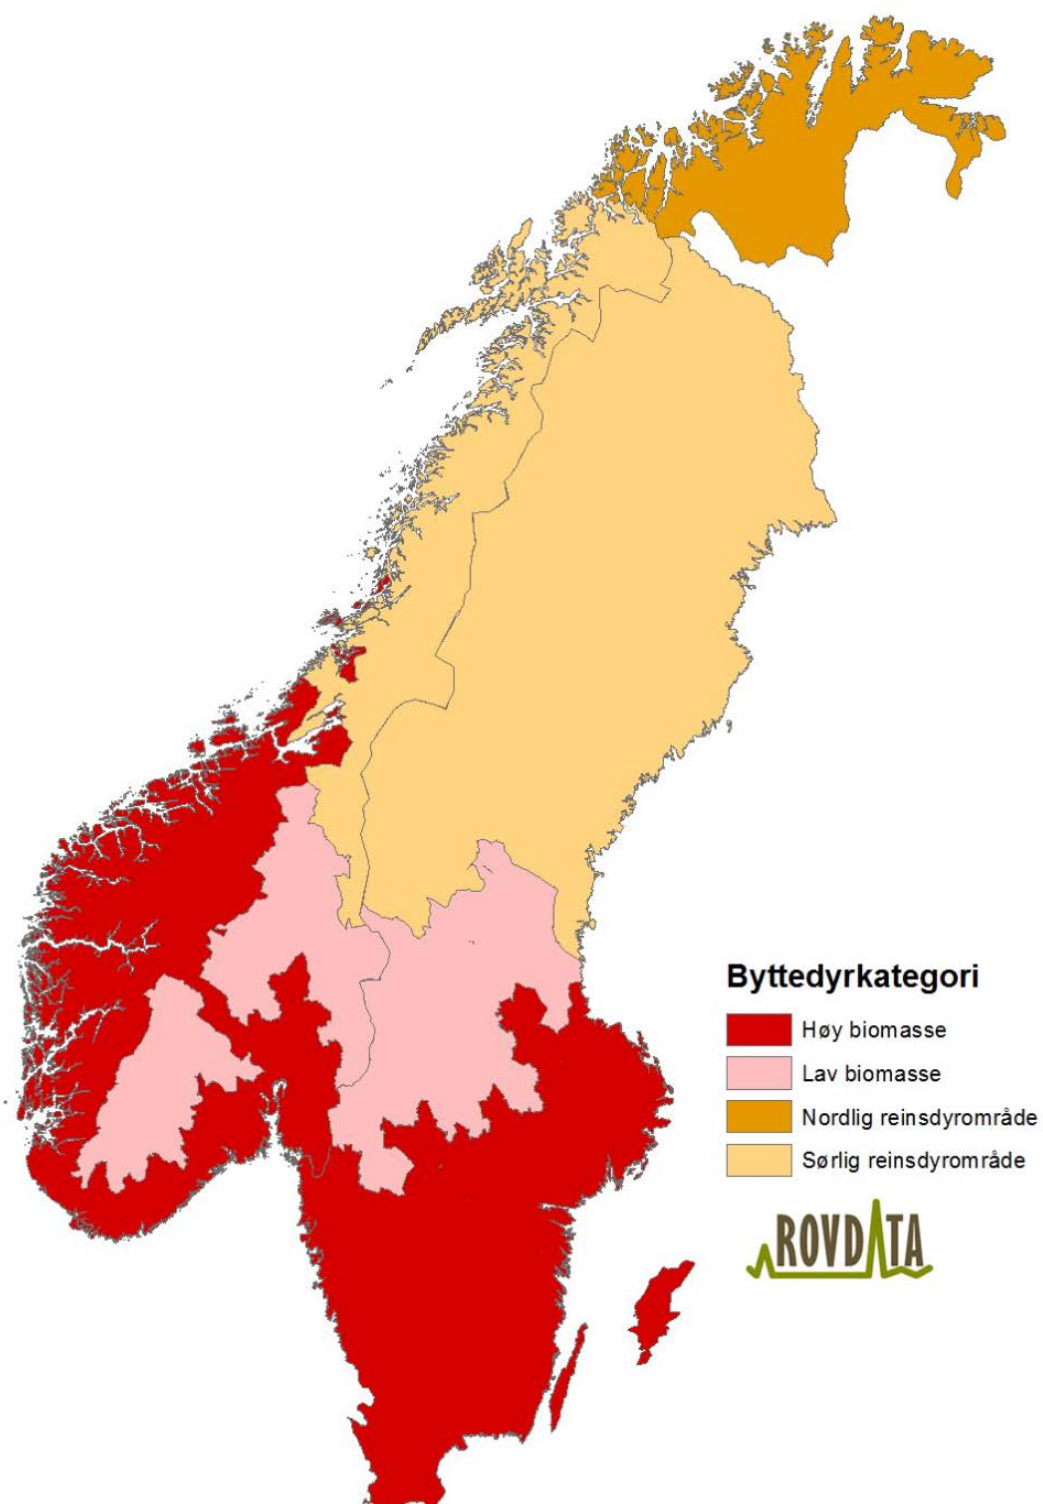 Byttedyrkategori
Høy biomasse
Lav biomasse
Nordlig reinsdyrområde
Sørlig reinsdyrområde
ROVDATA